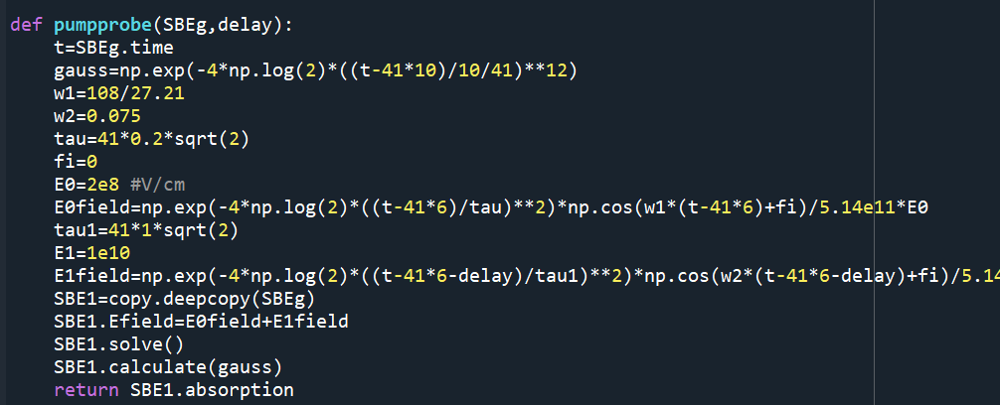 def pumpprobe(SBEg,delay):
    t=SBEg.time
    gauss=np.exp(-4*np.log(2)*((t-41*10)/10/41)**12)
    w1=108/27.21
    w2=0.075
    tau=41*0.2*sqrt(2)
    fi=0
    E0=2e8 #V/cm
    E0field=np.exp(-4*np.log(2)*((t-41*6)/tau)**2)*np.cos(w1*(t-41*6)+fi)/5.14e11*E0
    tau1=41*1*sqrt(2)
    E1=1e10
    E1field=np.exp(-4*np.log(2)*((t-41*6-delay)/tau1)**2)*np.cos(w2*(t-41*6-delay)+fi)/5.14
    SBE1=copy.deepcopy(SBEg)
    SBE1.Efield=E0field+E1field
    SBE1.solve()
    SBE1.calculate(gauss)
    return SBE1.absorption